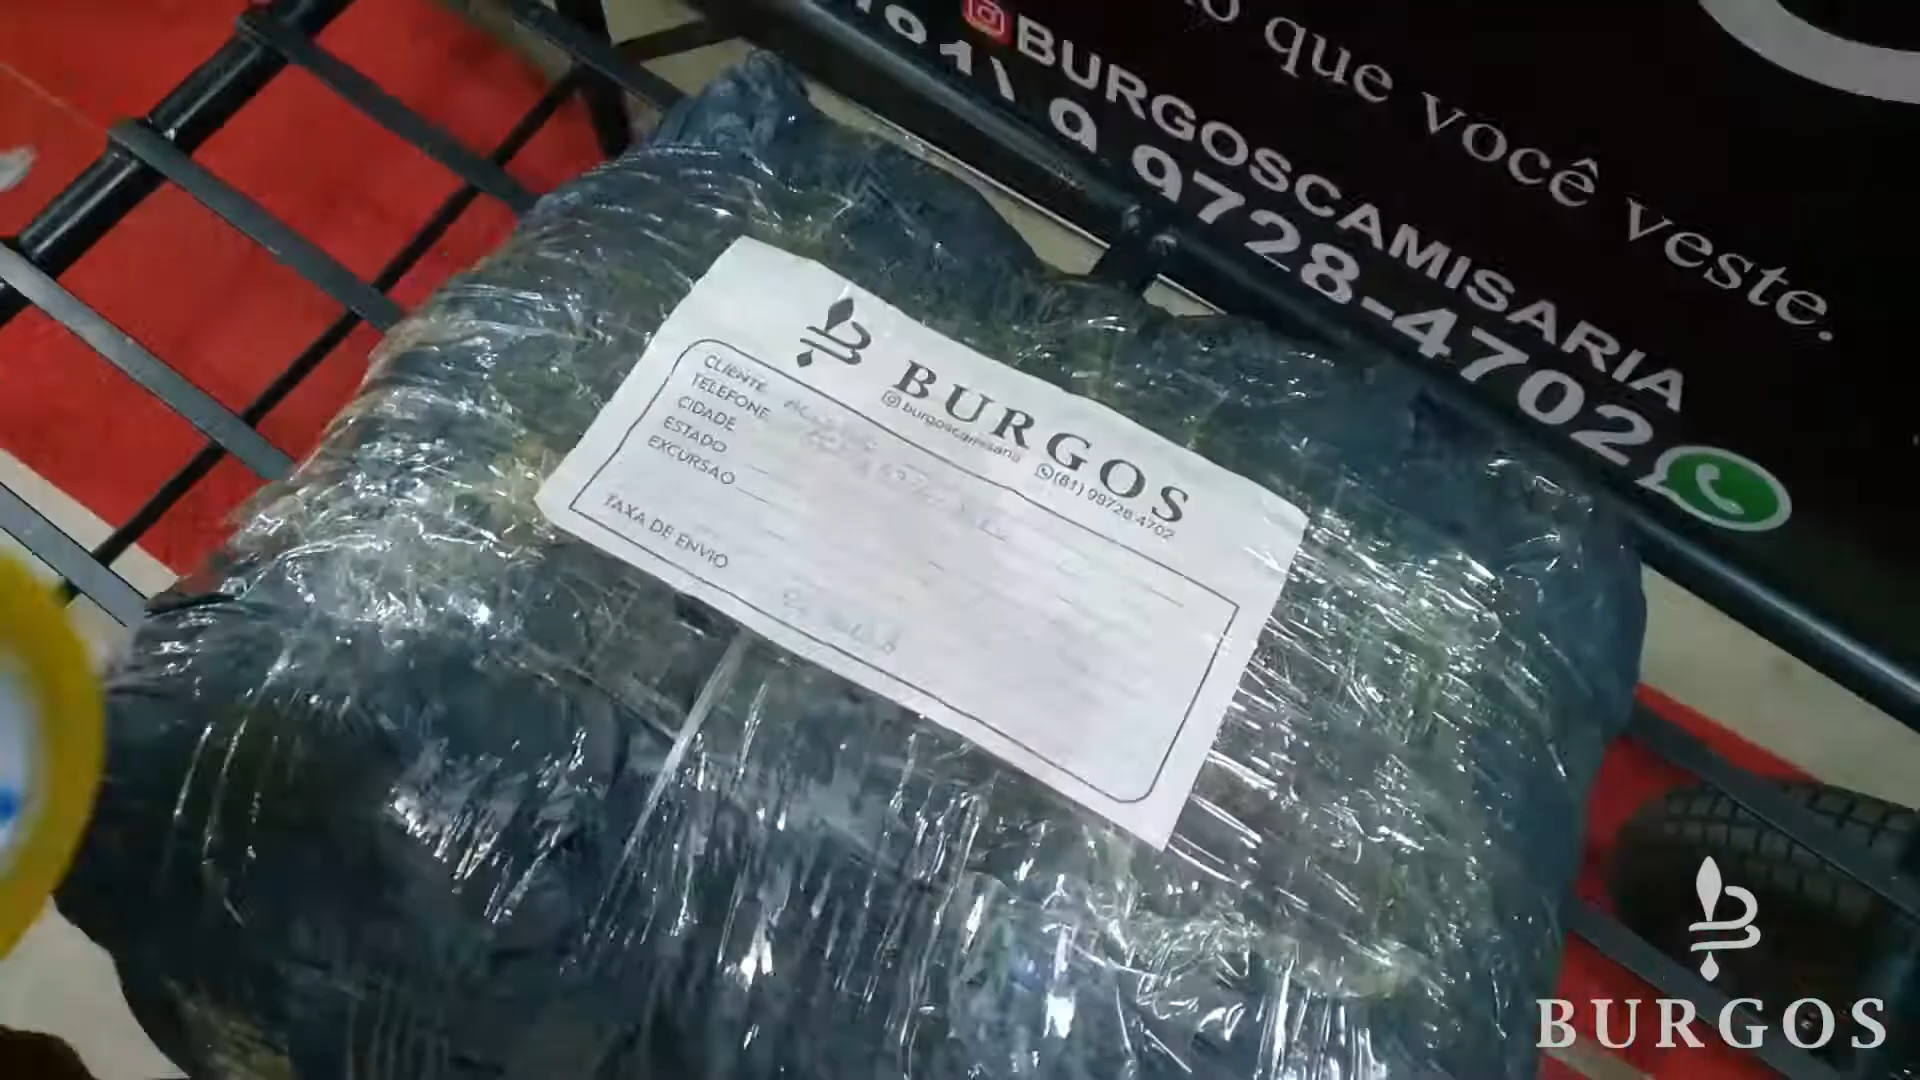 o que você veste.
BURGOSCAMISARIA
9 9728-4702
BURGOS
burgoscamisaria (81) 99728.4702
CLIENTE
TELEFONE
CIDADE
ESTADO
EXCURSAO
TAXA DE ENVIO
BURGOS